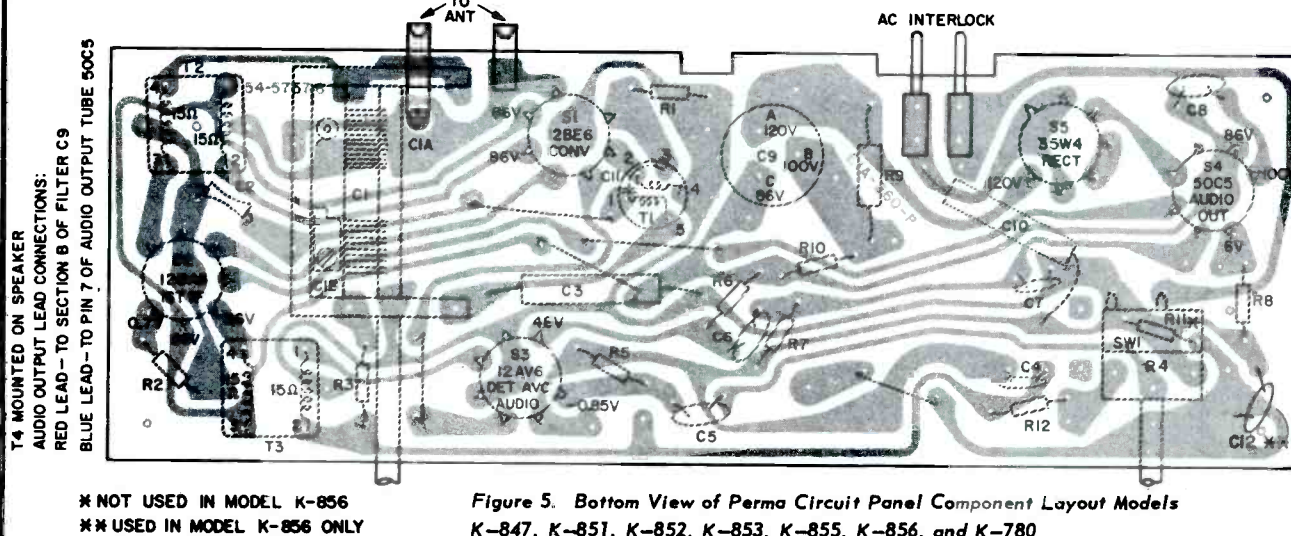 TO
ANT
AC INTERLOCK
T4 MOUNTED ON SPEAKER
AUDIO OUTPUT LEAD CONNECTIONS:
RED LEAD-TO SECTION B OF FILTER C9
BLUE LEAD-TO PIN 7 OF AUDIO OUTPUT TUBE 50C5
T2
15Ω
15Ω
C2
C1
C1A
C1B
S1
2BE6
CONV
86V
R1
C11
T1
A
120V
C9
B
100V
C
86V
R9
S5
35W4
RECT
120V
C8
86V
S4
50C5
AUDIO
OUT
6V
C10
R10
C3
R6
C6
R7
C7
R8
R11*
SW1
R4
R2
R3
15Ω
T3
S3
12AV6
DET AVC
AUDIO
.46V
R5
-0.85V
C5
C4
R12
C12 **
* NOT USED IN MODEL K-856
** USED IN MODEL K-856 ONLY
Figure 5. Bottom View of Perma Circuit Panel Component Layout Models
K-847, K-851, K-852, K-853, K-855, K-856, and K-780